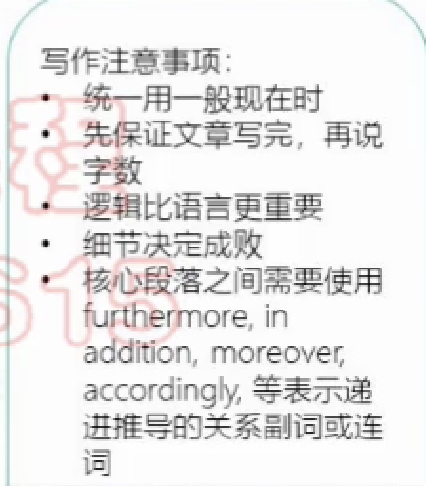 写作注意事项：
• 统一用一般现在时
• 先保证文章写完，再说
字数
• 逻辑比语言更重要
• 细节决定成败
• 核心段落之间需要使用
furthermore, in
addition, moreover,
accordingly, 等表示递
进推导的关系副词或连
词
程
615